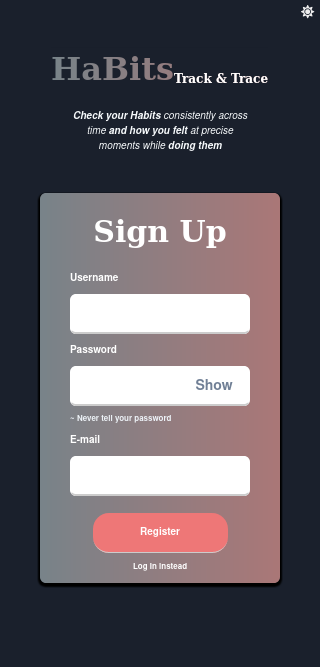 HaBits Track & Trace
Check your Habits consistently across
time and how you felt at precise
moments while doing them
Sign Up
Username
Password
Show
~ Never tell your password
E-mail
Register
Log in instead